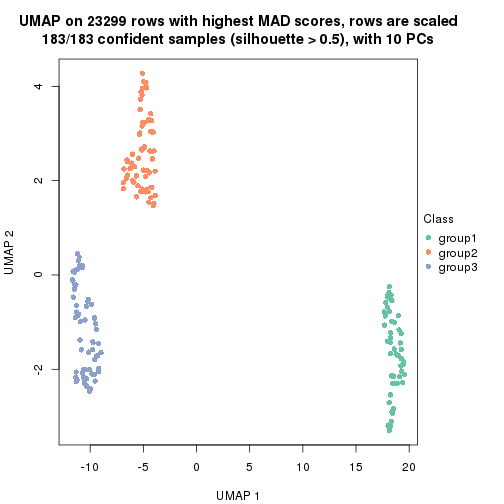 UMAP on 23299 rows with highest MAD scores, rows are scaled
183/183 confident samples (silhouette > 0.5), with 10 PCs
4
2
0
-2
UMAP 2
-10
-5
0
5
10
15
20
UMAP 1
Class
group1
group2
group3